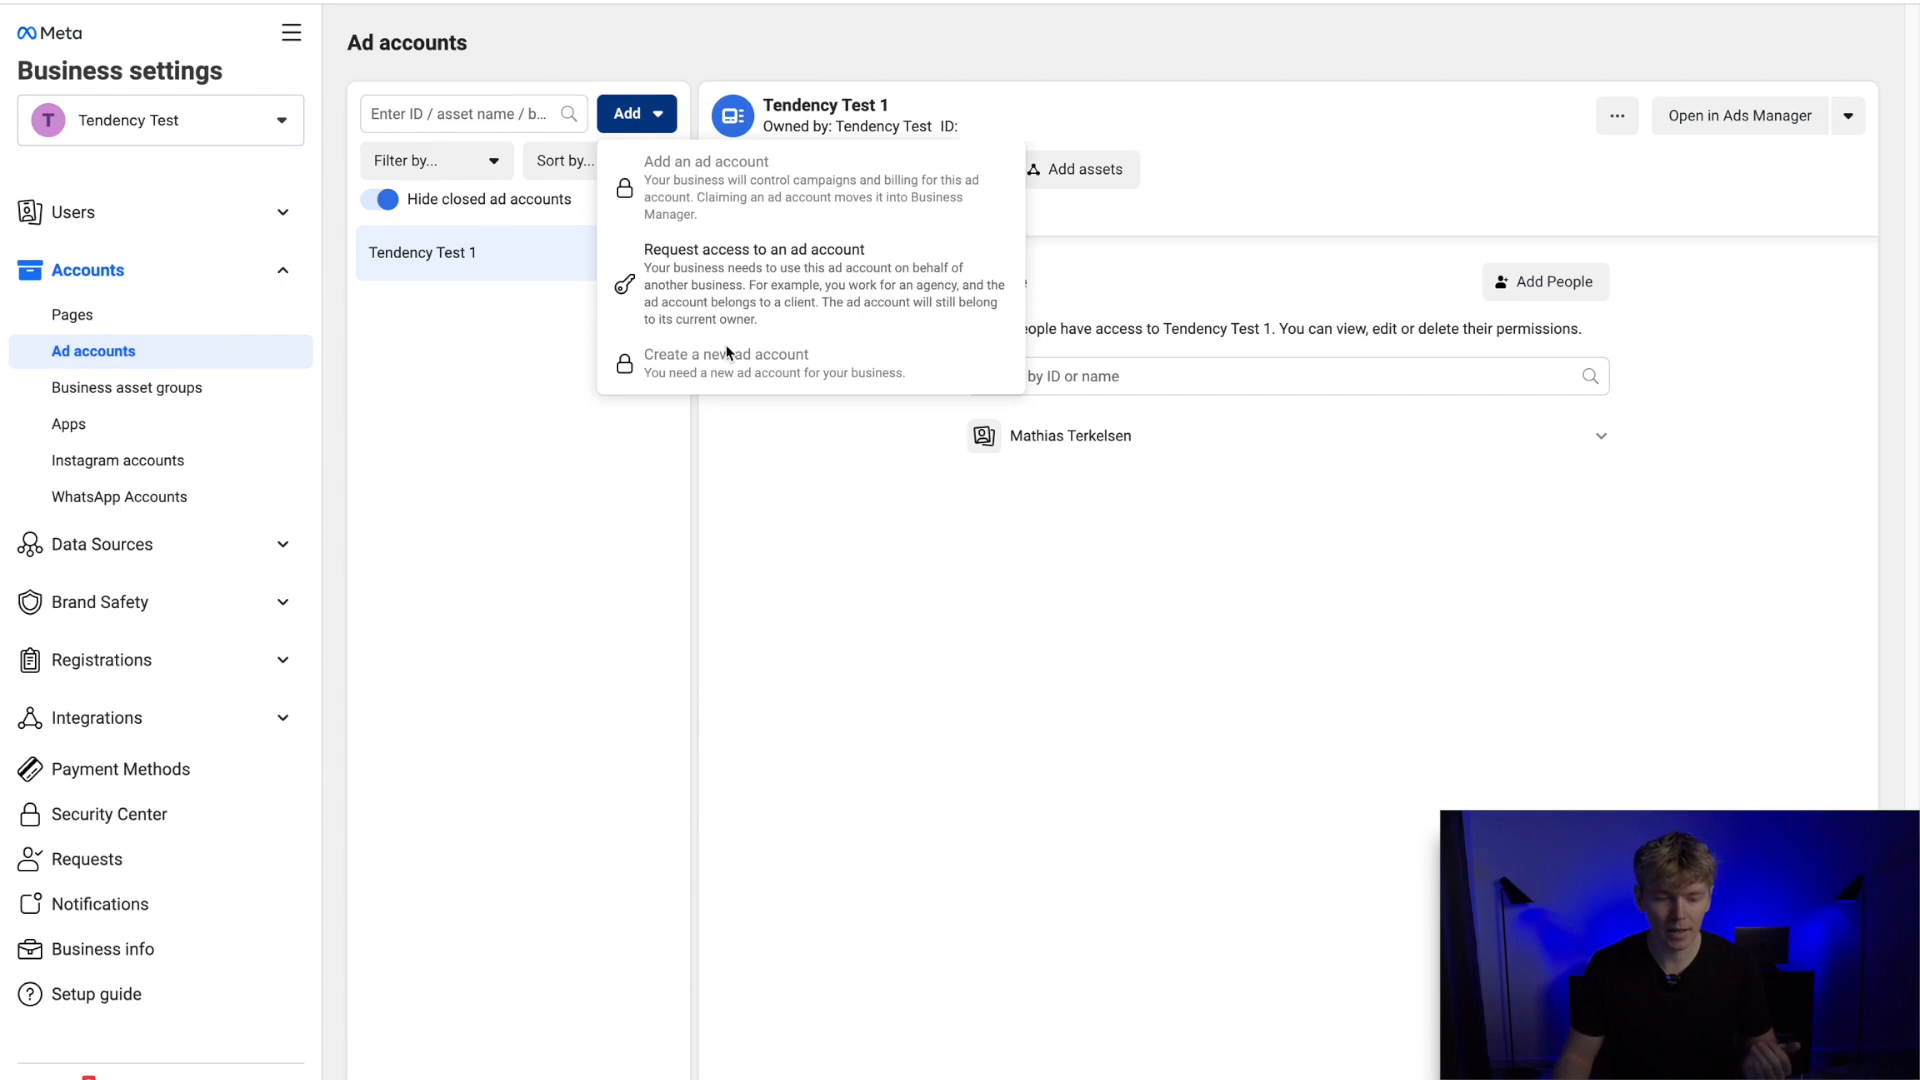 Meta
Business settings
T
Tendency Test
Users
Accounts
Pages
Ad accounts
Business asset groups
Apps
Instagram accounts
WhatsApp Accounts
Data Sources
Brand Safety
Registrations
Integrations
Payment Methods
Security Center
Requests
Notifications
Business info
Setup guide
Ad accounts
Enter ID / asset name / b...
Add
Filter by...
Sort by...
Hide closed ad accounts
Tendency Test 1
Add an ad account
Your business will control campaigns and billing for this ad
account. Claiming an ad account moves it into Business
Manager.
Request access to an ad account
Your business needs to use this ad account on behalf of
another business. For example, you work for an agency, and the
ad account belongs to a client. The ad account will still belong
to its current owner.
Create a new ad account
You need a new ad account for your business.
Tendency Test 1
Owned by: Tendency Test ID:
Open in Ads Manager
Add assets
Add People
eople have access to Tendency Test 1. You can view, edit or delete their permissions.
by ID or name
Mathias Terkelsen